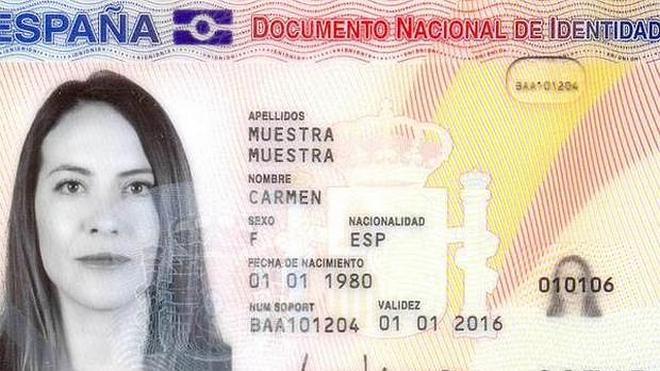 ESPAÑA DOCUMENTO NACIONAL DE IDENTIDAD
BAA101204
APELLIDOS
MUESTRA
MUESTRA
NOMBRE
CARMEN
SEXO NACIONALIDAD
F ESP
FECHA DE NACIMIENTO
01 01 1980
010106
NUM SOPORT VALIDEZ
BAA101204 01 01 2016